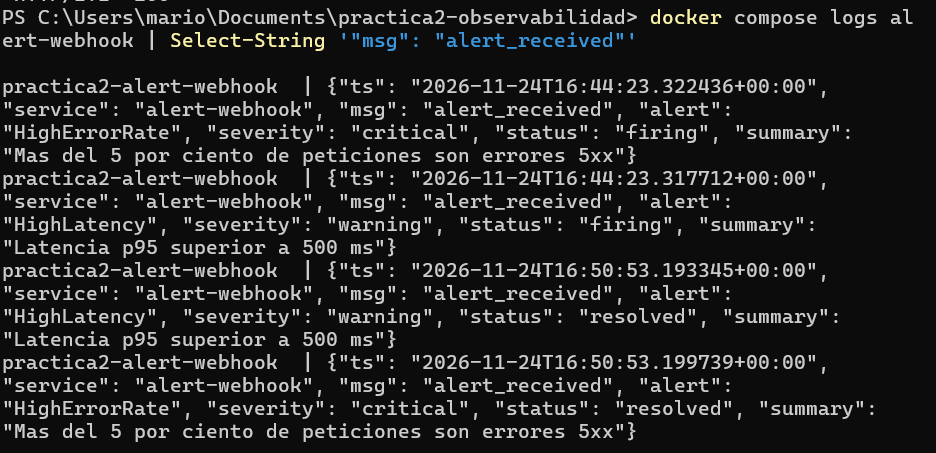 PS C:\Users\mario\Documents\practica2-observabilidad> docker compose logs al
ert-webhook | Select-String '"msg": "alert_received"'
practica2-alert-webhook  | {"ts": "2026-11-24T16:44:23.322436+00:00",
"service": "alert-webhook", "msg": "alert_received", "alert":
"HighErrorRate", "severity": "critical", "status": "firing", "summary":
"Mas del 5 por ciento de peticiones son errores 5xx"}
practica2-alert-webhook  | {"ts": "2026-11-24T16:44:23.317712+00:00",
"service": "alert-webhook", "msg": "alert_received", "alert":
"HighLatency", "severity": "warning", "status": "firing", "summary":
"Latencia p95 superior a 500 ms"}
practica2-alert-webhook  | {"ts": "2026-11-24T16:50:53.193345+00:00",
"service": "alert-webhook", "msg": "alert_received", "alert":
"HighLatency", "severity": "warning", "status": "resolved", "summary":
"Latencia p95 superior a 500 ms"}
practica2-alert-webhook  | {"ts": "2026-11-24T16:50:53.199739+00:00",
"service": "alert-webhook", "msg": "alert_received", "alert":
"HighErrorRate", "severity": "critical", "status": "resolved", "summary":
"Mas del 5 por ciento de peticiones son errores 5xx"}